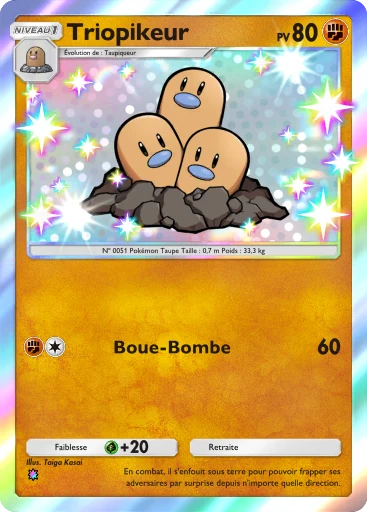 NIVEAU 1
Triopikeur
PV 80
Évolution de : Taupiqueur
N° 0051 Pokémon Taupe Taille : 0,7 m Poids : 33,3 kg
Boue-Bombe 60
Faiblesse +20 Retraite
Illus. Taiga Kasai
En combat, il s'enfouit sous terre pour pouvoir frapper ses
adversaires par surprise depuis n'importe quelle direction.